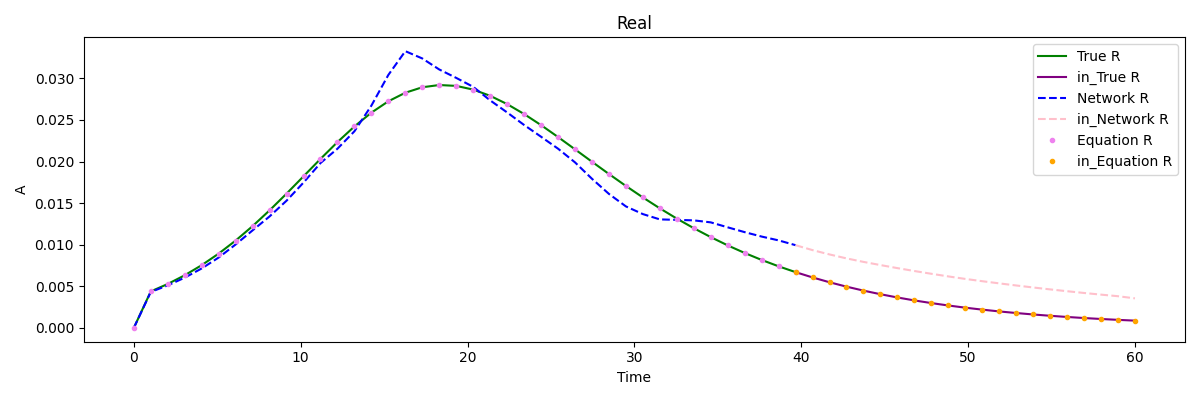 Real
True R
in_True R
Network R
in_Network R
Equation R
in_Equation R
A
0.030
0.025
0.020
0.015
0.010
0.005
0.000
0 10 20 30 40 50 60
Time